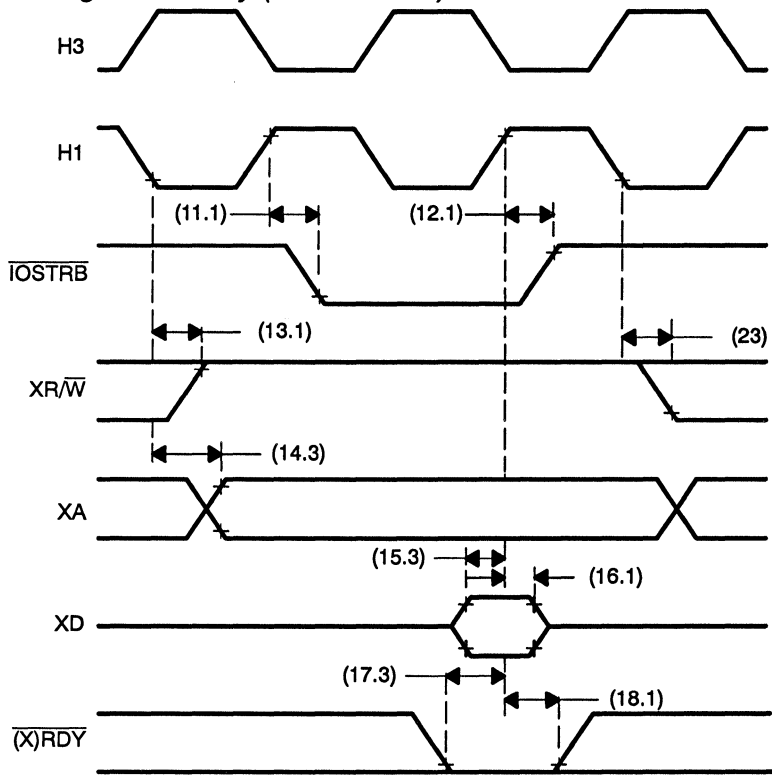 H3
H1
(11.1)
(12.1)
IOSTRB
(13.1)
(23)
XR/W
(14.3)
XA
(15.3)
(16.1)
XD
(17.3)
(18.1)
(X)RDY